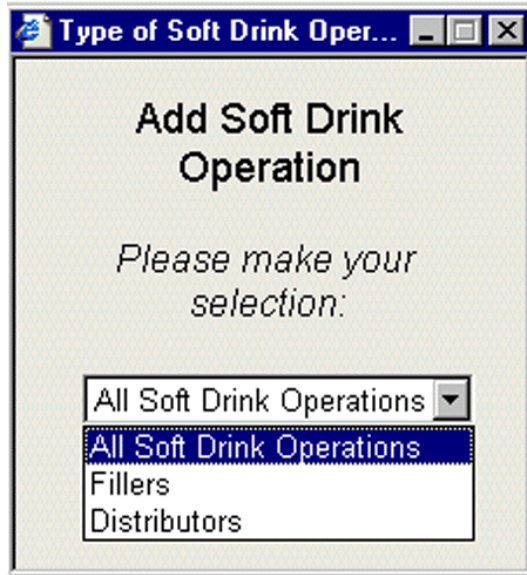 Type of Soft Drink Oper...
Add Soft Drink
Operation
Please make your
selection:
All Soft Drink Operations
All Soft Drink Operations
Fillers
Distributors